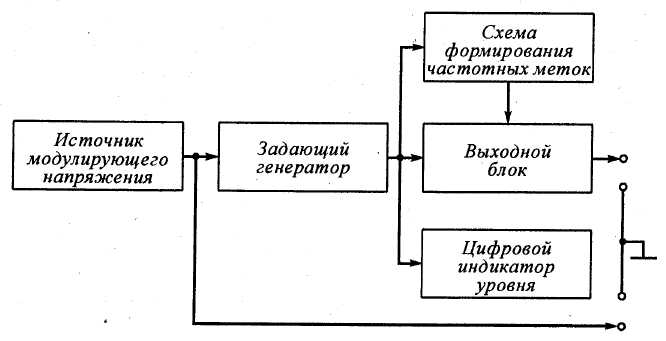 Схема
формирования
частотных меток
Источник
модулирующего
напряжения
Задающий
генератор
Выходной
блок
Цифровой
индикатор
уровня